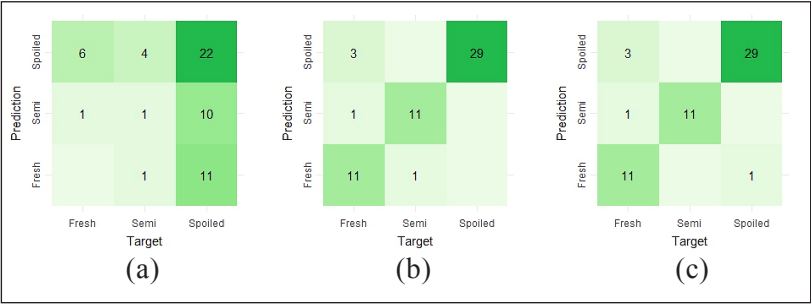 Prediction
Spoiled
Semi
Fresh
6 4 22
1 1 10
1 11
Fresh Semi Spoiled
Target
(a)
Prediction
Spoiled
Semi
Fresh
3 29
1 11
11 1
Fresh Semi Spoiled
Target
(b)
Prediction
Spoiled
Semi
Fresh
3 29
1 11
11 1
Fresh Semi Spoiled
Target
(c)